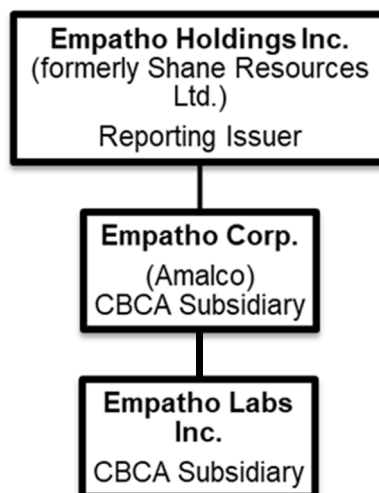 Empatho Holdings Inc.
(formerly Shane Resources
Ltd.)
Reporting Issuer
Empatho Corp.
(Amalco)
CBCA Subsidiary
Empatho Labs
Inc.
CBCA Subsidiary